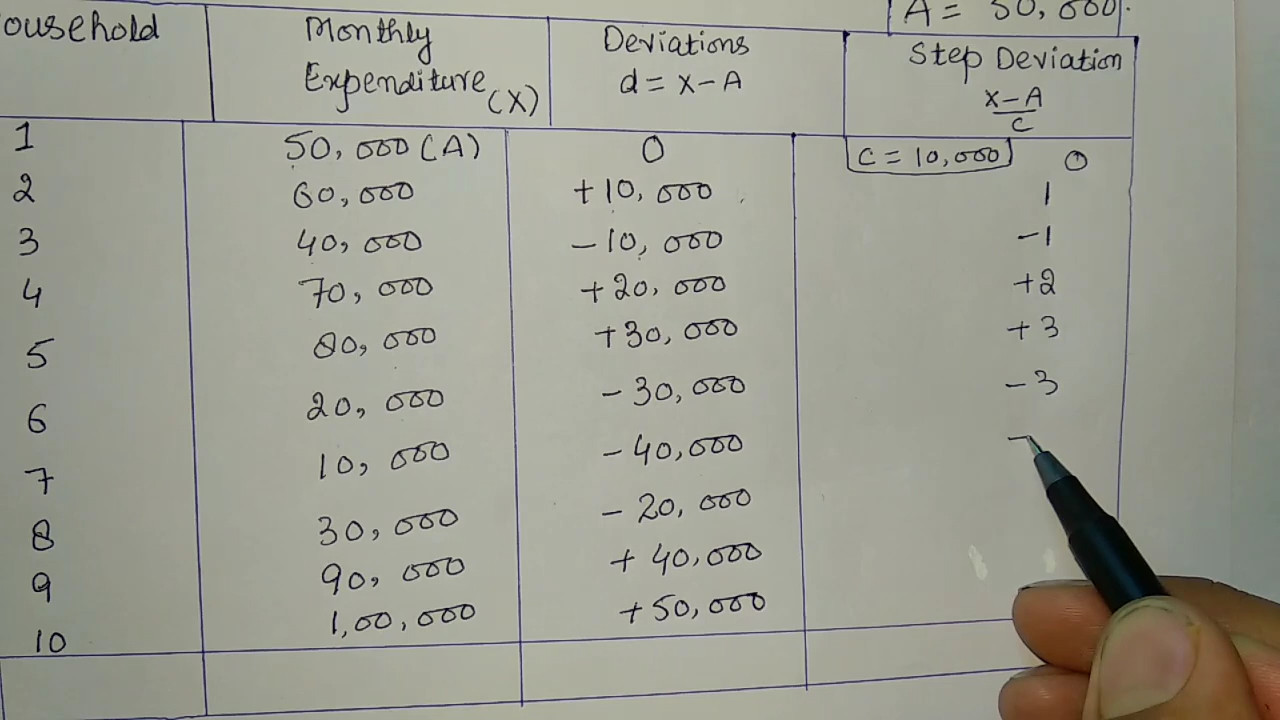 A = 50,000
ousehold Monthly Expenditure (X) Deviations d = X-A Step Deviation X-A/C
1 50,000 (A) 0 C = 10,000 0
2 60,000 +10,000 1
3 40,000 -10,000 -1
4 70,000 +20,000 +2
5 80,000 +30,000 +3
6 20,000 -30,000 -3
7 10,000 -40,000 -
8 30,000 -20,000
9 90,000 +40,000
10 1,00,000 +50,000